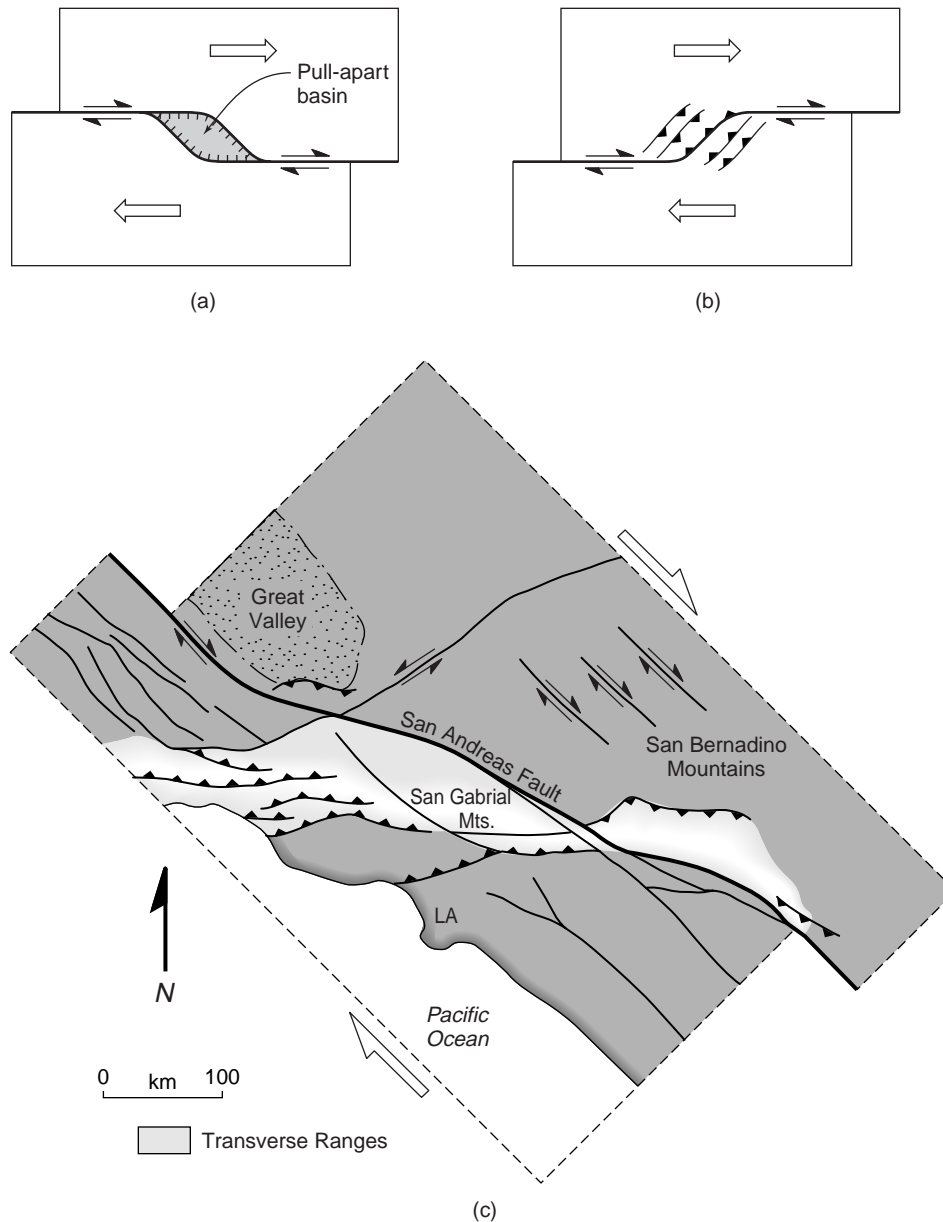 Pull-apart
basin
(a)
(b)
Great
Valley
San Andreas Fault
San Bernadino
Mountains
San Gabrial
Mts.
LA
N
Pacific
Ocean
0 km 100
Transverse Ranges
(c)